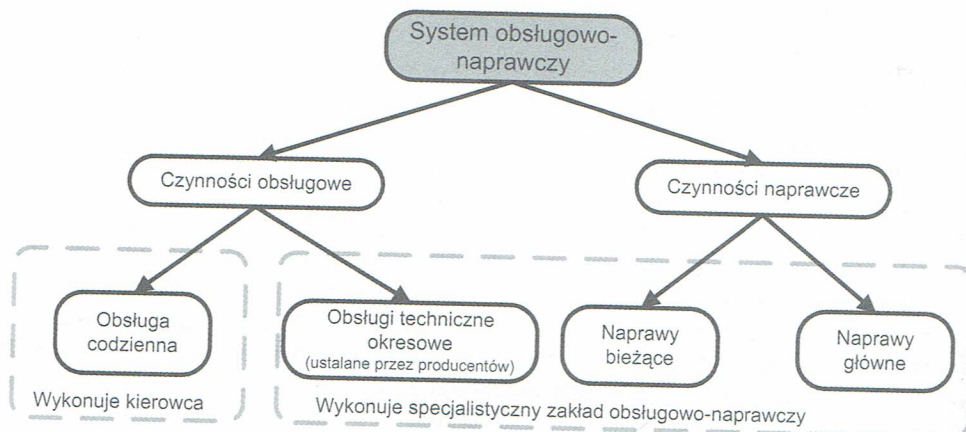 System obsługowo-
naprawczy
Czynności obsługowe
Czynności naprawcze
Obsługa
codzienna
Obsługi techniczne
okresowe
(ustalane przez producentów)
Naprawy
bieżące
Naprawy
główne
Wykonuje kierowca
Wykonuje specjalistyczny zakład obsługowo-naprawczy